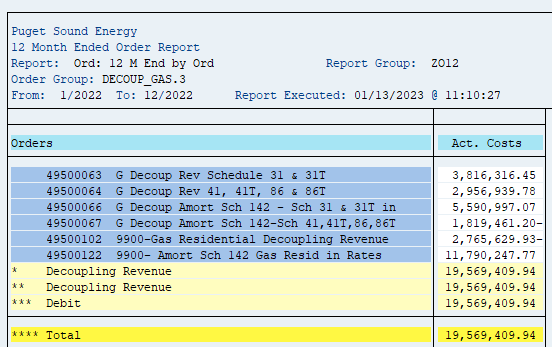 Puget Sound Energy
12 Month Ended Order Report
Report: Ord: 12 M End by Ord Report Group: ZO12
Order Group: DECOUP_GAS.3
From: 1/2022 To: 12/2022 Report Executed: 01/13/2023 @ 11:10:27
Orders Act. Costs
49500063 G Decoup Rev Schedule 31 & 31T 3,816,316.45
49500064 G Decoup Rev 41, 41T, 86 & 86T 2,956,939.78
49500066 G Decoup Amort Sch 142 - Sch 31 & 31T in 5,590,997.07
49500067 G Decoup Amort Sch 142-Sch 41,41T,86,86T 1,819,461.20-
49500102 9900-Gas Residential Decoupling Revenue 2,765,629.93-
49500122 9900- Amort Sch 142 Gas Resid in Rates 11,790,247.77
* Decoupling Revenue 19,569,409.94
** Decoupling Revenue 19,569,409.94
*** Debit 19,569,409.94
**** Total 19,569,409.94